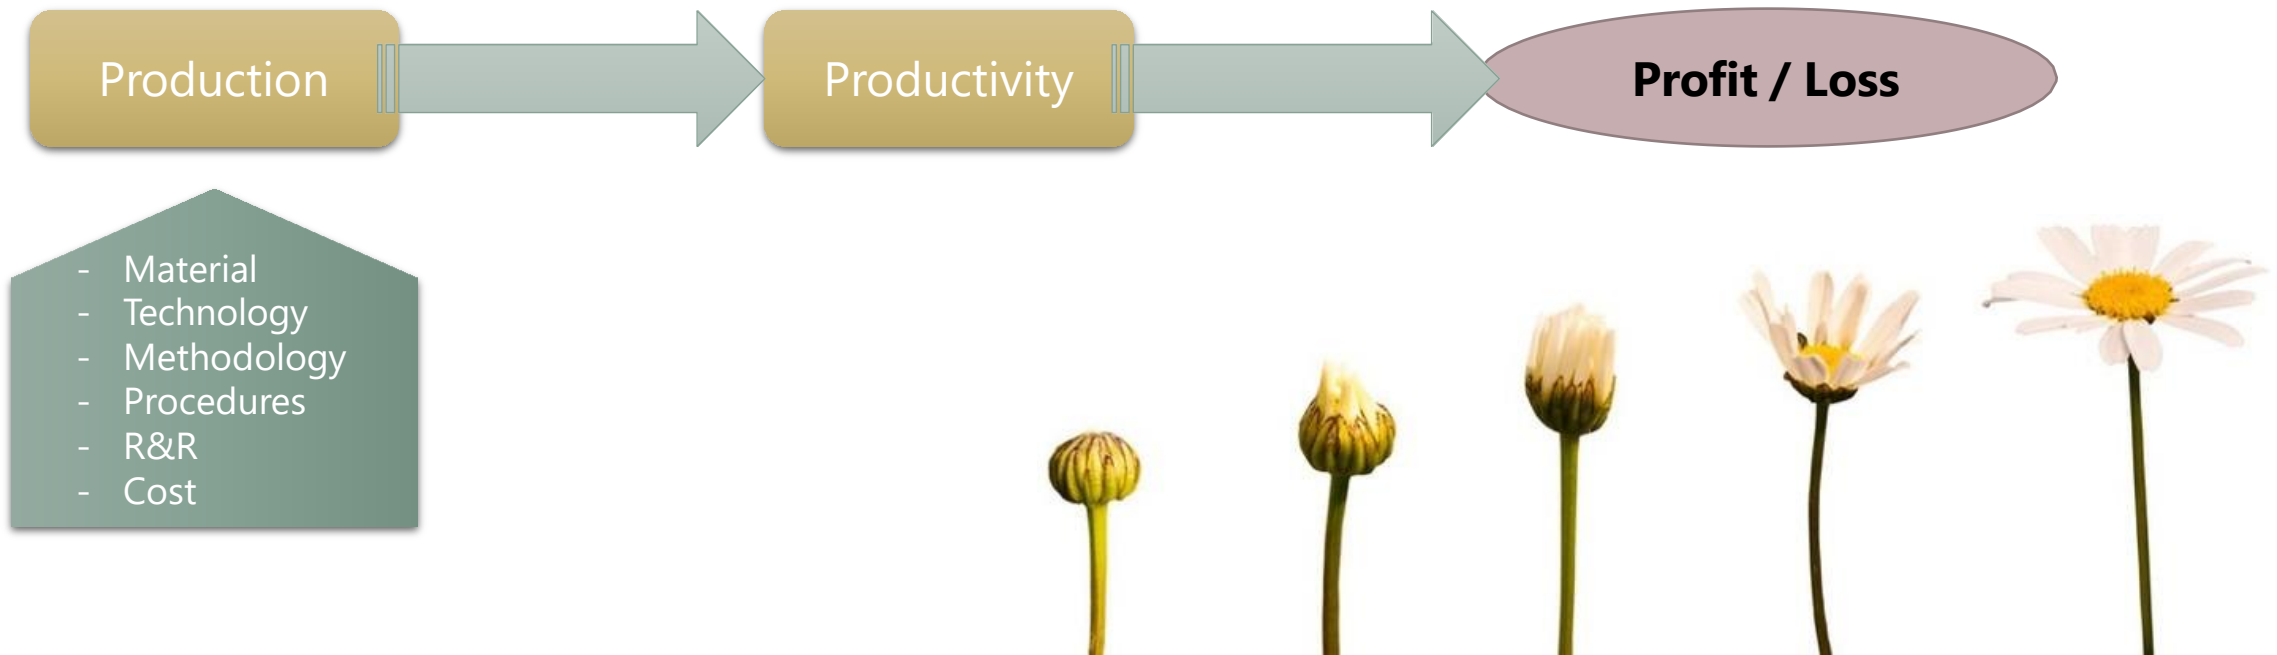 Production
Productivity
Profit / Loss
- Material
- Technology
- Methodology
- Procedures
- R&R
- Cost